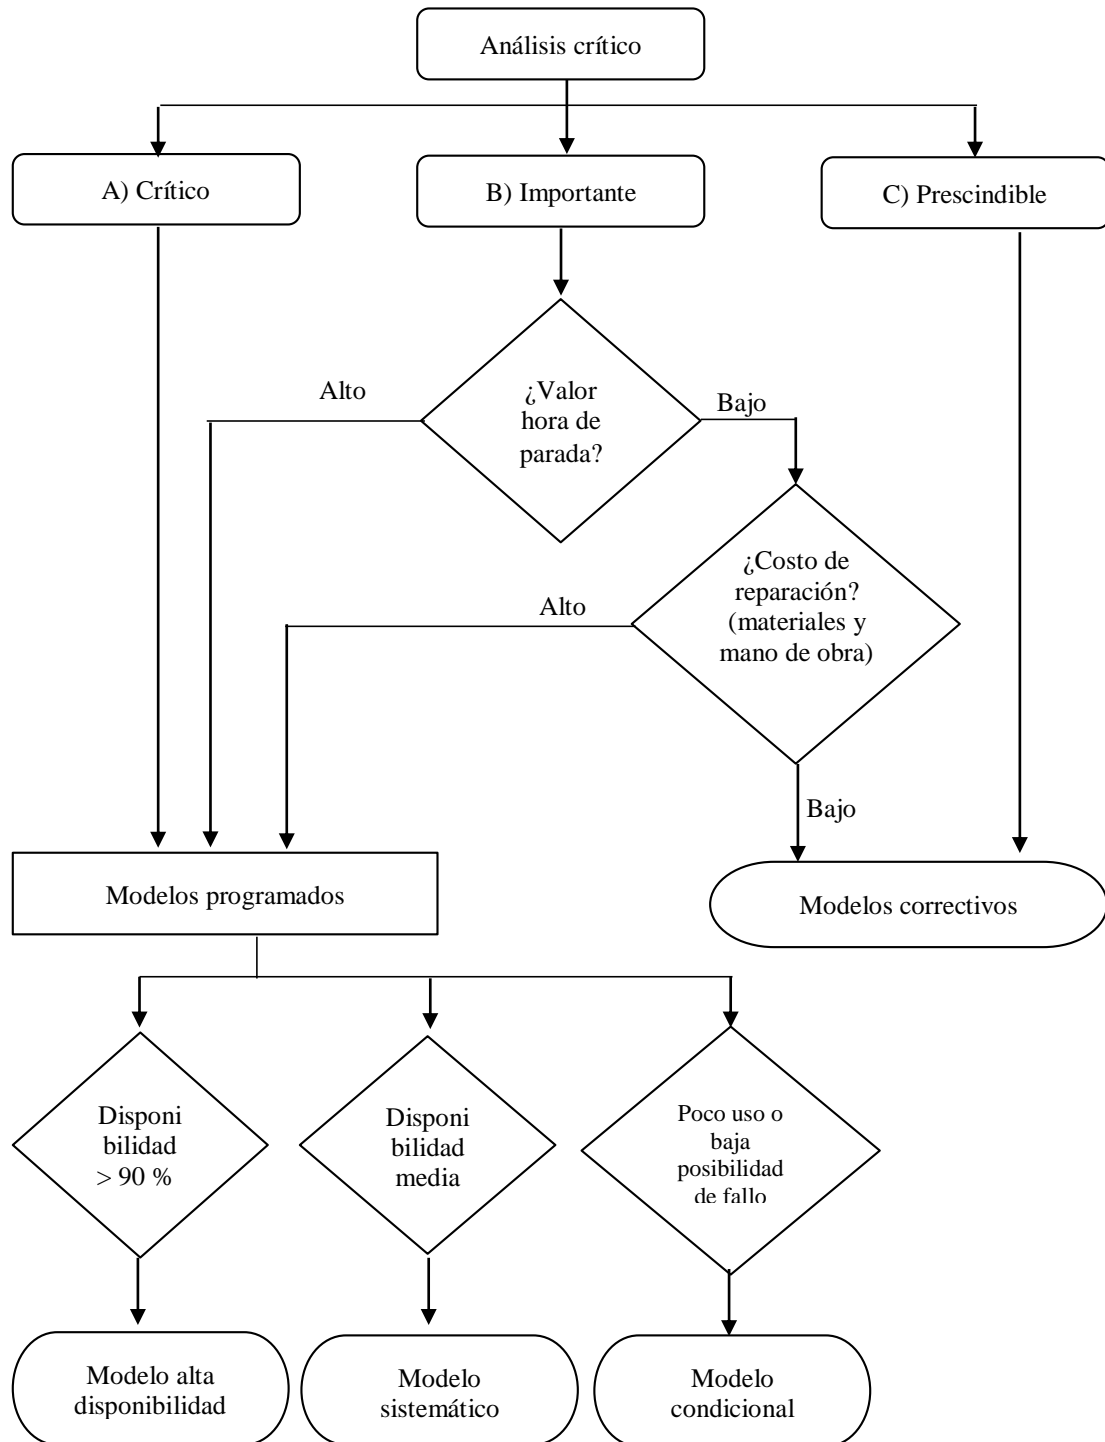 Análisis crítico
A) Crítico
B) Importante
C) Prescindible
¿Valor
hora de
parada?
Alto
Bajo
¿Costo de
reparación?
(materiales y
mano de obra)
Alto
Bajo
Modelos programados
Modelos correctivos
Disponi
bilidad
> 90 %
Disponi
bilidad
media
Poco uso o
baja
posibilidad
de fallo
Modelo alta
disponibilidad
Modelo
sistemático
Modelo
condicional